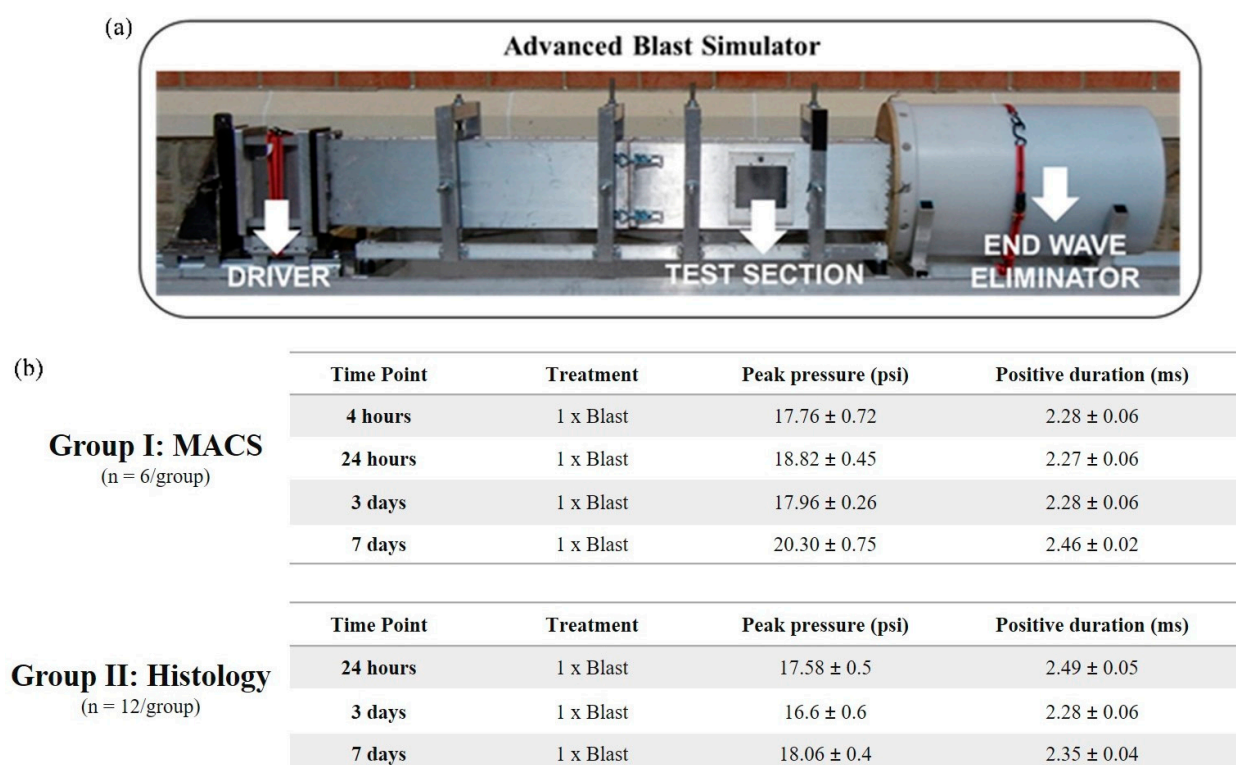 (a)
Advanced Blast Simulator
DRIVER
TEST SECTION
END WAVE
ELIMINATOR
(b)
Group I: MACS
(n = 6/group)
Time Point Treatment Peak pressure (psi) Positive duration (ms)
4 hours 1 x Blast 17.76 ± 0.72 2.28 ± 0.06
24 hours 1 x Blast 18.82 ± 0.45 2.27 ± 0.06
3 days 1 x Blast 17.96 ± 0.26 2.28 ± 0.06
7 days 1 x Blast 20.30 ± 0.75 2.46 ± 0.02
Group II: Histology
(n = 12/group)
Time Point Treatment Peak pressure (psi) Positive duration (ms)
24 hours 1 x Blast 17.58 ± 0.5 2.49 ± 0.05
3 days 1 x Blast 16.6 ± 0.6 2.28 ± 0.06
7 days 1 x Blast 18.06 ± 0.4 2.35 ± 0.04